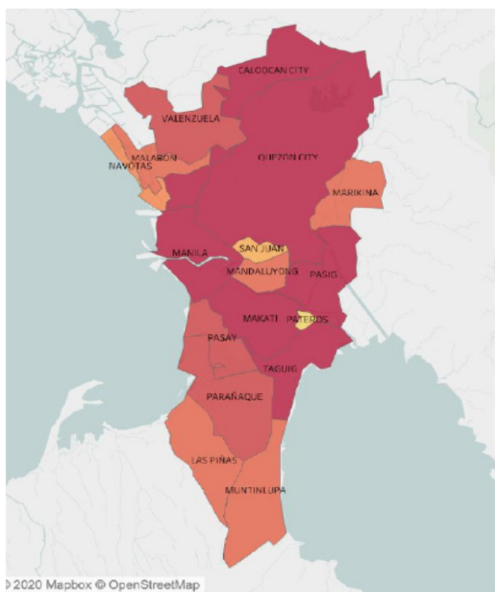 CALOOCAN CITY
VALENZUELA
MALABON
NAVOTAS
QUEZON CITY
MARIKINA
SAN JUAN
MANILA
MANDALUYONG
PASIG
MAKATI
PATEROS
PASAY
TAGUIG
PARAÑAQUE
LAS PIÑAS
MUNTINLUPA
© 2020 Mapbox © OpenStreetMap